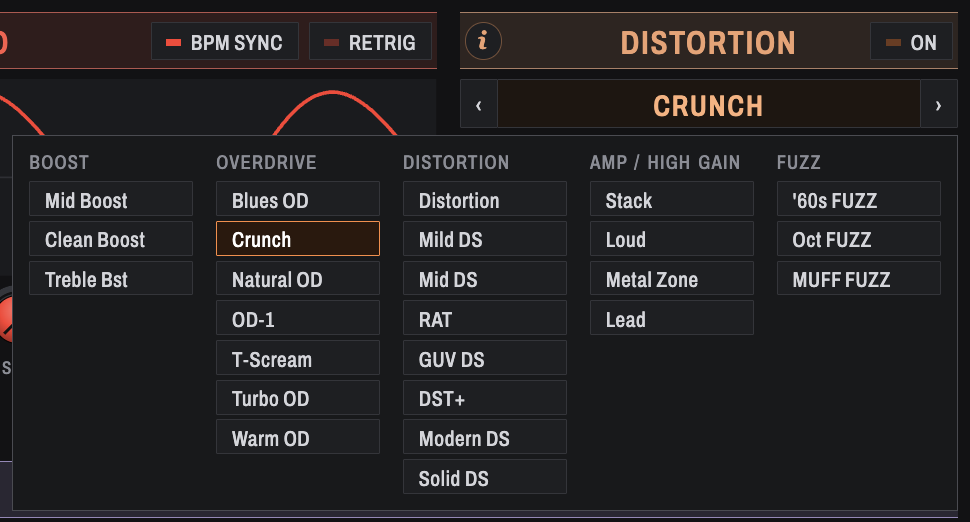 BPM SYNC
RETRIG
i
DISTORTION
ON
‹
CRUNCH
›
BOOST
Mid Boost
Clean Boost
Treble Bst
OVERDRIVE
Blues OD
Crunch
Natural OD
OD-1
T-Scream
Turbo OD
Warm OD
DISTORTION
Distortion
Mild DS
Mid DS
RAT
GUV DS
DST+
Modern DS
Solid DS
AMP / HIGH GAIN
Stack
Loud
Metal Zone
Lead
FUZZ
'60s FUZZ
Oct FUZZ
MUFF FUZZ